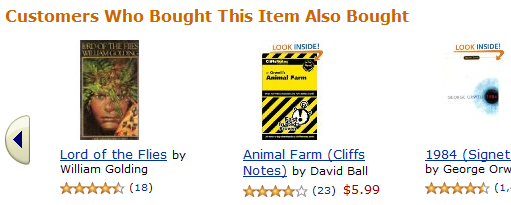 Customers Who Bought This Item Also Bought
LORD OF THE FLIES
WILLIAM GOLDING
LOOK INSIDE!
CliffsNotes
Orwell's
Animal Farm
LOOK INSIDE!
GEORGE ORWELL
Lord of the Flies by
William Golding
(18)
Animal Farm (Cliffs
Notes) by David Ball
(23) $5.99
1984 (Signet
by George Orw
(1,